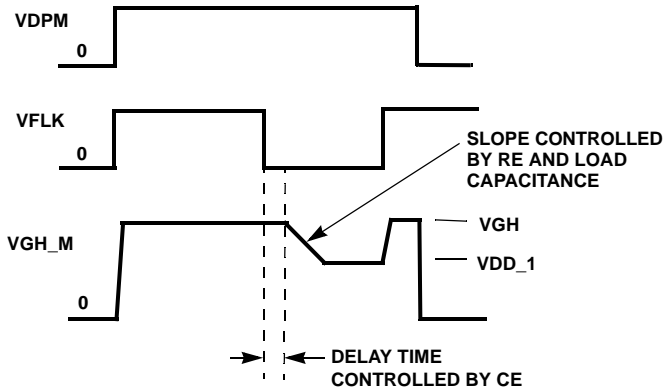 VDPM
0
VFLK
0
SLOPE CONTROLLED
BY RE AND LOAD
CAPACITANCE
VGH_M
VGH
VDD_1
0
DELAY TIME
CONTROLLED BY CE